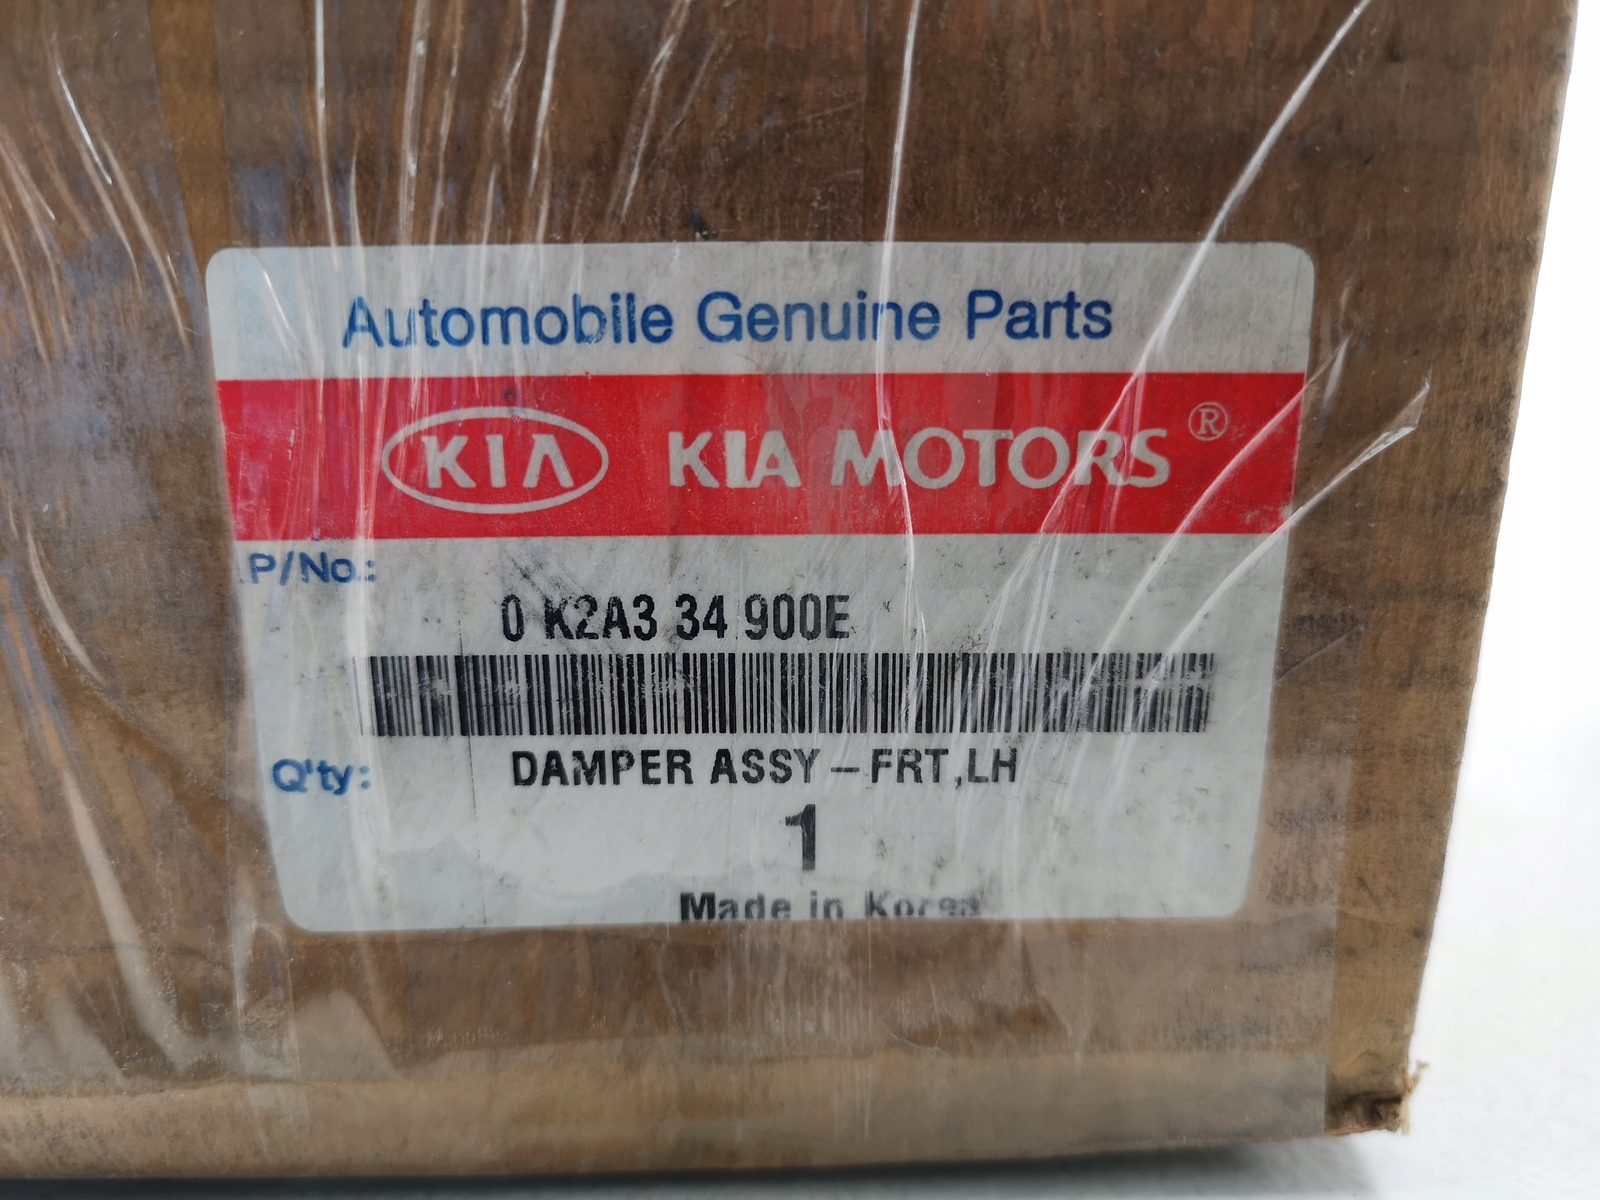 Automobile Genuine Parts
KIA KIA MOTORS ®
P/No.:
0 K2A3 34 900E
DAMPER ASSY – FRT,LH
Q'ty:
1
Made in Korea